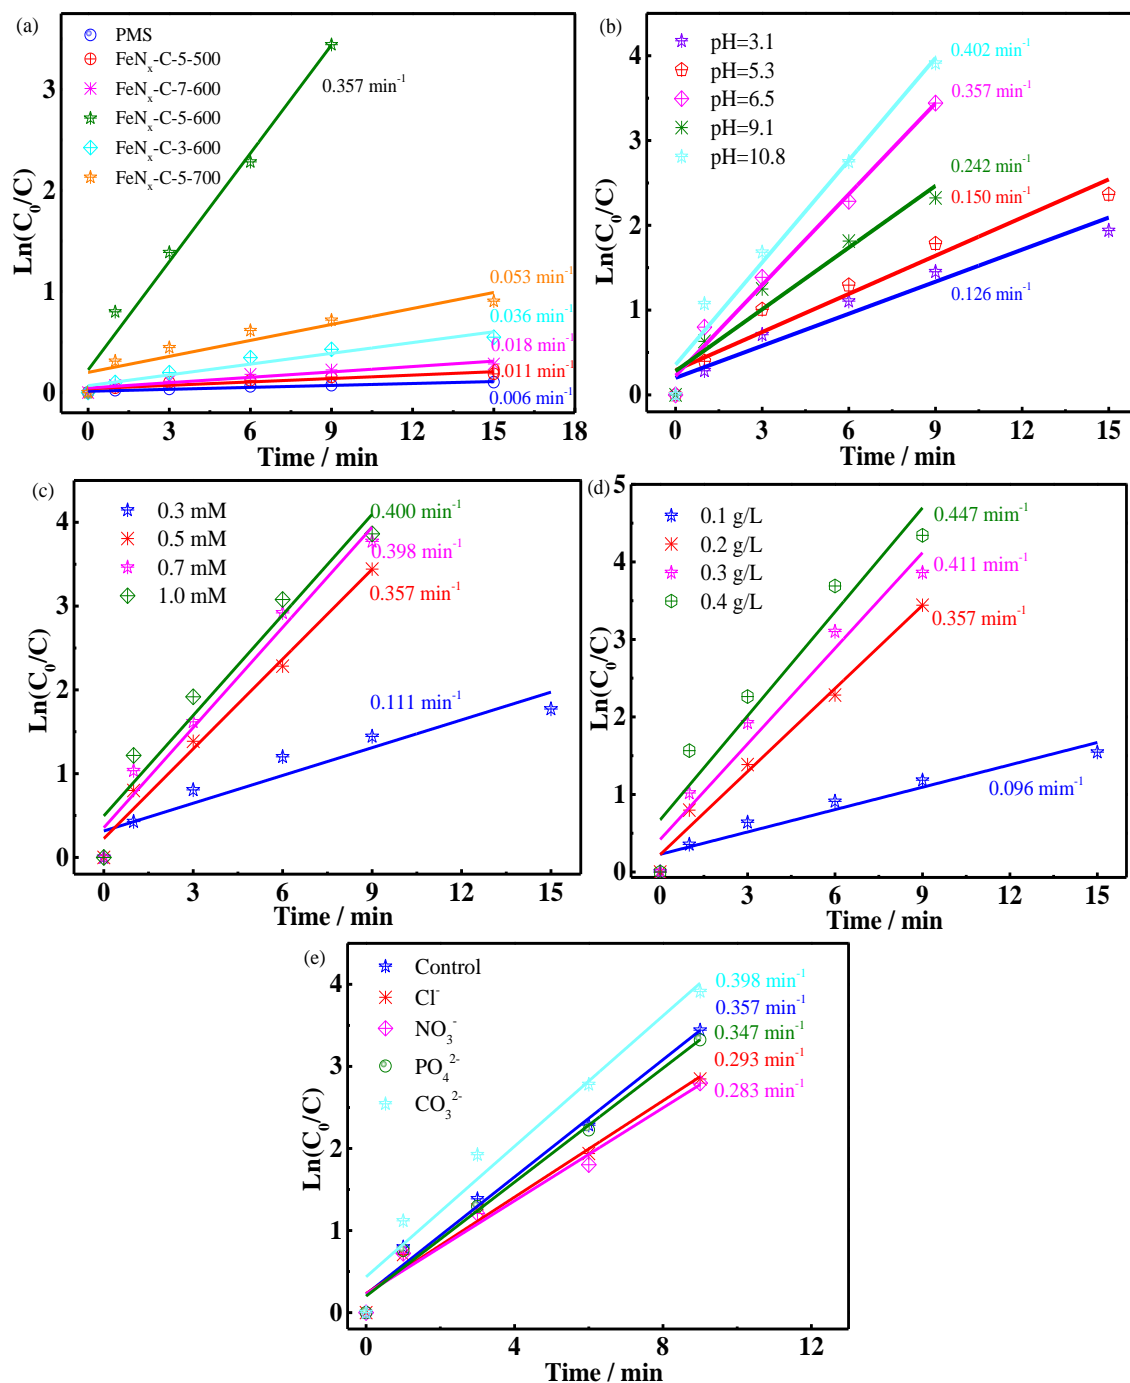 (a)
PMS
FeNₓ-C-5-500
FeNₓ-C-7-600
FeNₓ-C-5-600
FeNₓ-C-3-600
FeNₓ-C-5-700
0.357 min⁻¹
0.053 min⁻¹
0.036 min⁻¹
0.018 min⁻¹
0.011 min⁻¹
0.006 min⁻¹
Ln(C₀/C)
3
2
1
0
0 3 6 9 12 15 18
Time / min
(b)
pH=3.1
pH=5.3
pH=6.5
pH=9.1
pH=10.8
0.402 min⁻¹
0.357 min⁻¹
0.242 min⁻¹
0.150 min⁻¹
0.126 min⁻¹
Ln(C₀/C)
4
3
2
1
0
0 3 6 9 12 15
Time / min
(c)
0.3 mM
0.5 mM
0.7 mM
1.0 mM
0.400 min⁻¹
0.398 min⁻¹
0.357 min⁻¹
0.111 min⁻¹
Ln(C₀/C)
4
3
2
1
0
0 3 6 9 12 15
Time / min
(d)
0.1 g/L
0.2 g/L
0.3 g/L
0.4 g/L
0.447 mim⁻¹
0.411 mim⁻¹
0.357 mim⁻¹
0.096 mim⁻¹
Ln(C₀/C)
5
4
3
2
1
0
0 3 6 9 12 15
Time / min
(e)
Control
Cl⁻
NO₃⁻
PO₄²⁻
CO₃²⁻
0.398 min⁻¹
0.357 min⁻¹
0.347 min⁻¹
0.293 min⁻¹
0.283 min⁻¹
Ln(C₀/C)
4
3
2
1
0
0 4 8 12
Time / min